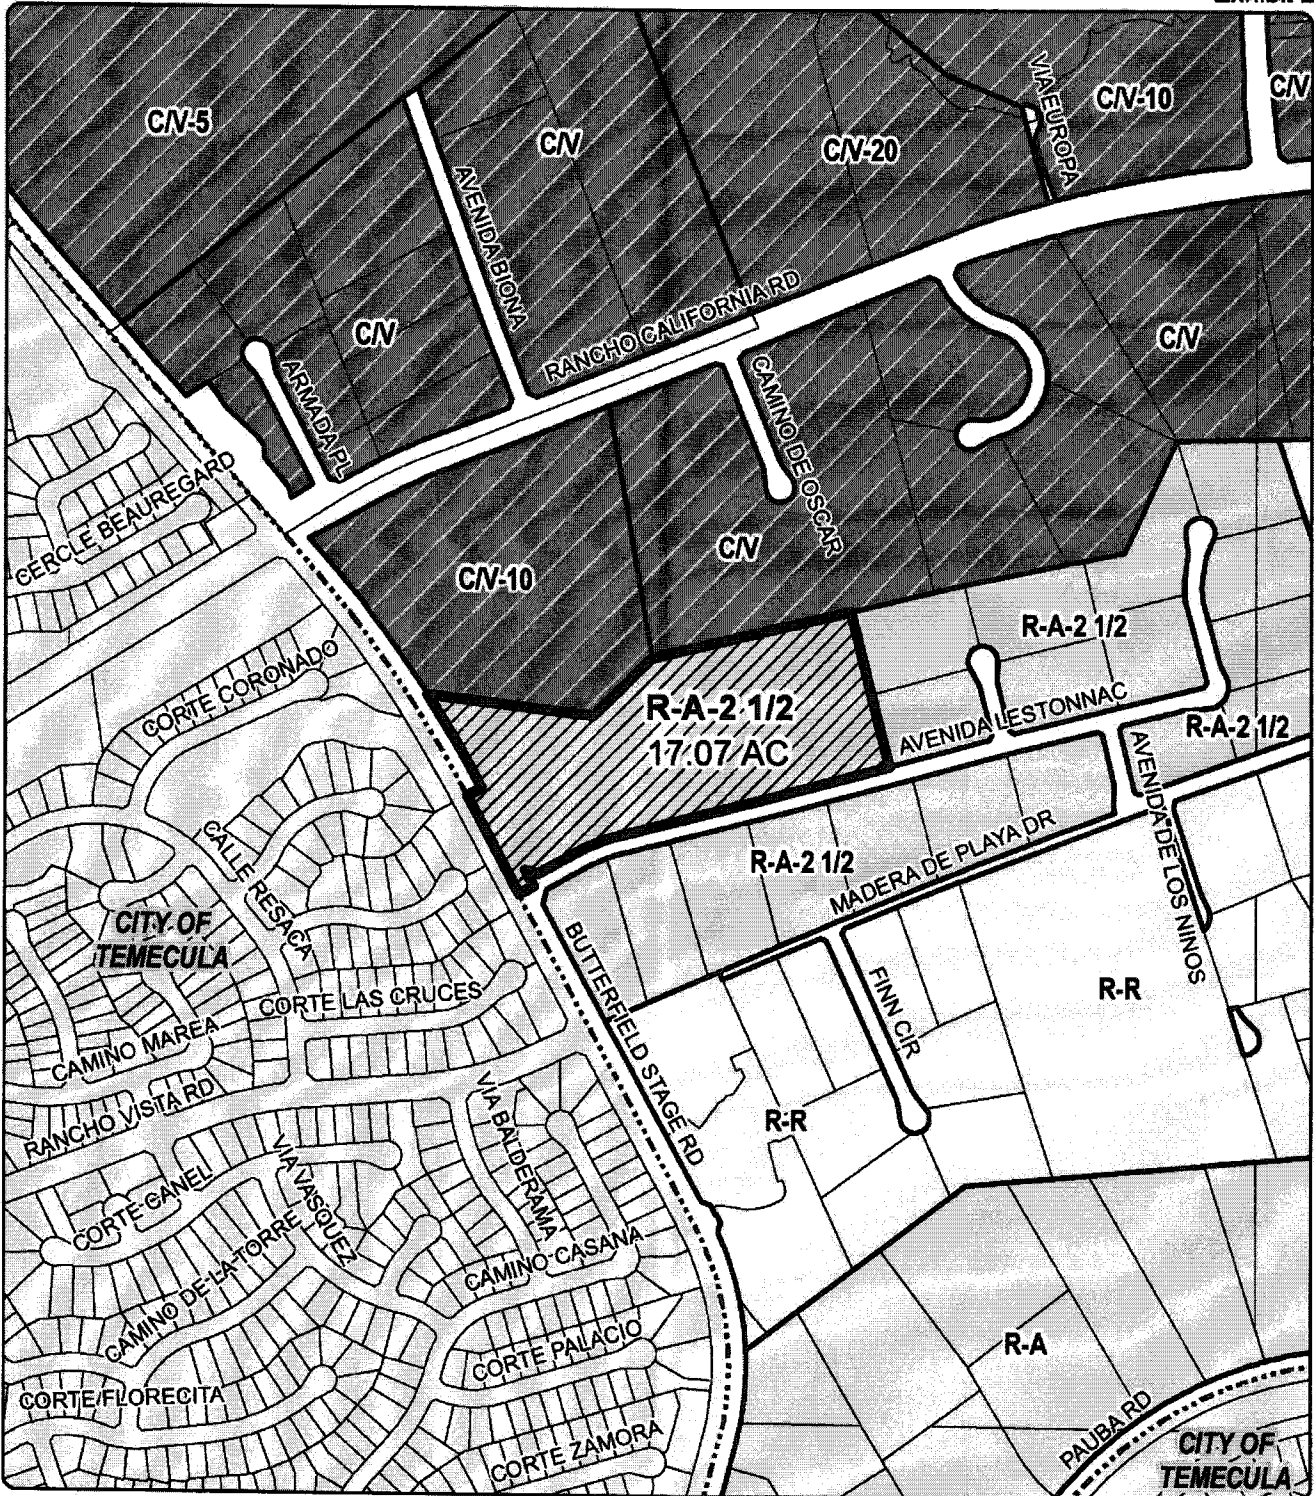 C/V-5
C/V
C/V-20
VIA EUROPA
C/V-10
C/V
AVENIDA BIONA
RANCHO CALIFORNIA RD
C/V
C/V
ARMADA PL
CAMINO DE OSCAR
CERCLE BEAUREGARD
C/V
C/V-10
R-A-2 1/2
CORTE CORONADO
R-A-2 1/2
17.07 AC
AVENIDA LESTONNAC
R-A-2 1/2
AVENIDA DE LOS NINOS
CALLE RESACA
R-A-2 1/2
MADERA DE PLAYA DR
CITY OF
TEMECULA
BUTTERFIELD STAGE RD
FINN CIR
R-R
CORTE LAS CRUCES
CAMINO MAREA
RANCHO VISTA RD
VIA BALDERAMA
R-R
VIA VASQUEZ
CORTE CANEL
CAMINO DE LA TORRE
CAMINO CASANA
CORTE PALACIO
R-A
CORTE FLORECITA
PAUBA RD
CORTE ZAMORA
CITY OF
TEMECULA